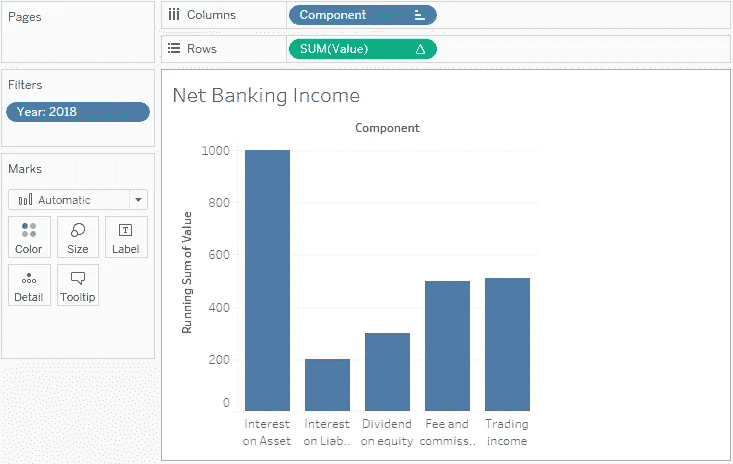 Pages
Columns
Component
Rows
SUM(Value)
Filters
Year: 2018
Marks
Automatic
Color
Size
Label
Detail
Tooltip
Net Banking Income
Component
Running Sum of Value
1000
800
600
400
200
0
Interest
on Asset
Interest
on Liab..
Dividend
on equity
Fee and
commiss..
Trading
income